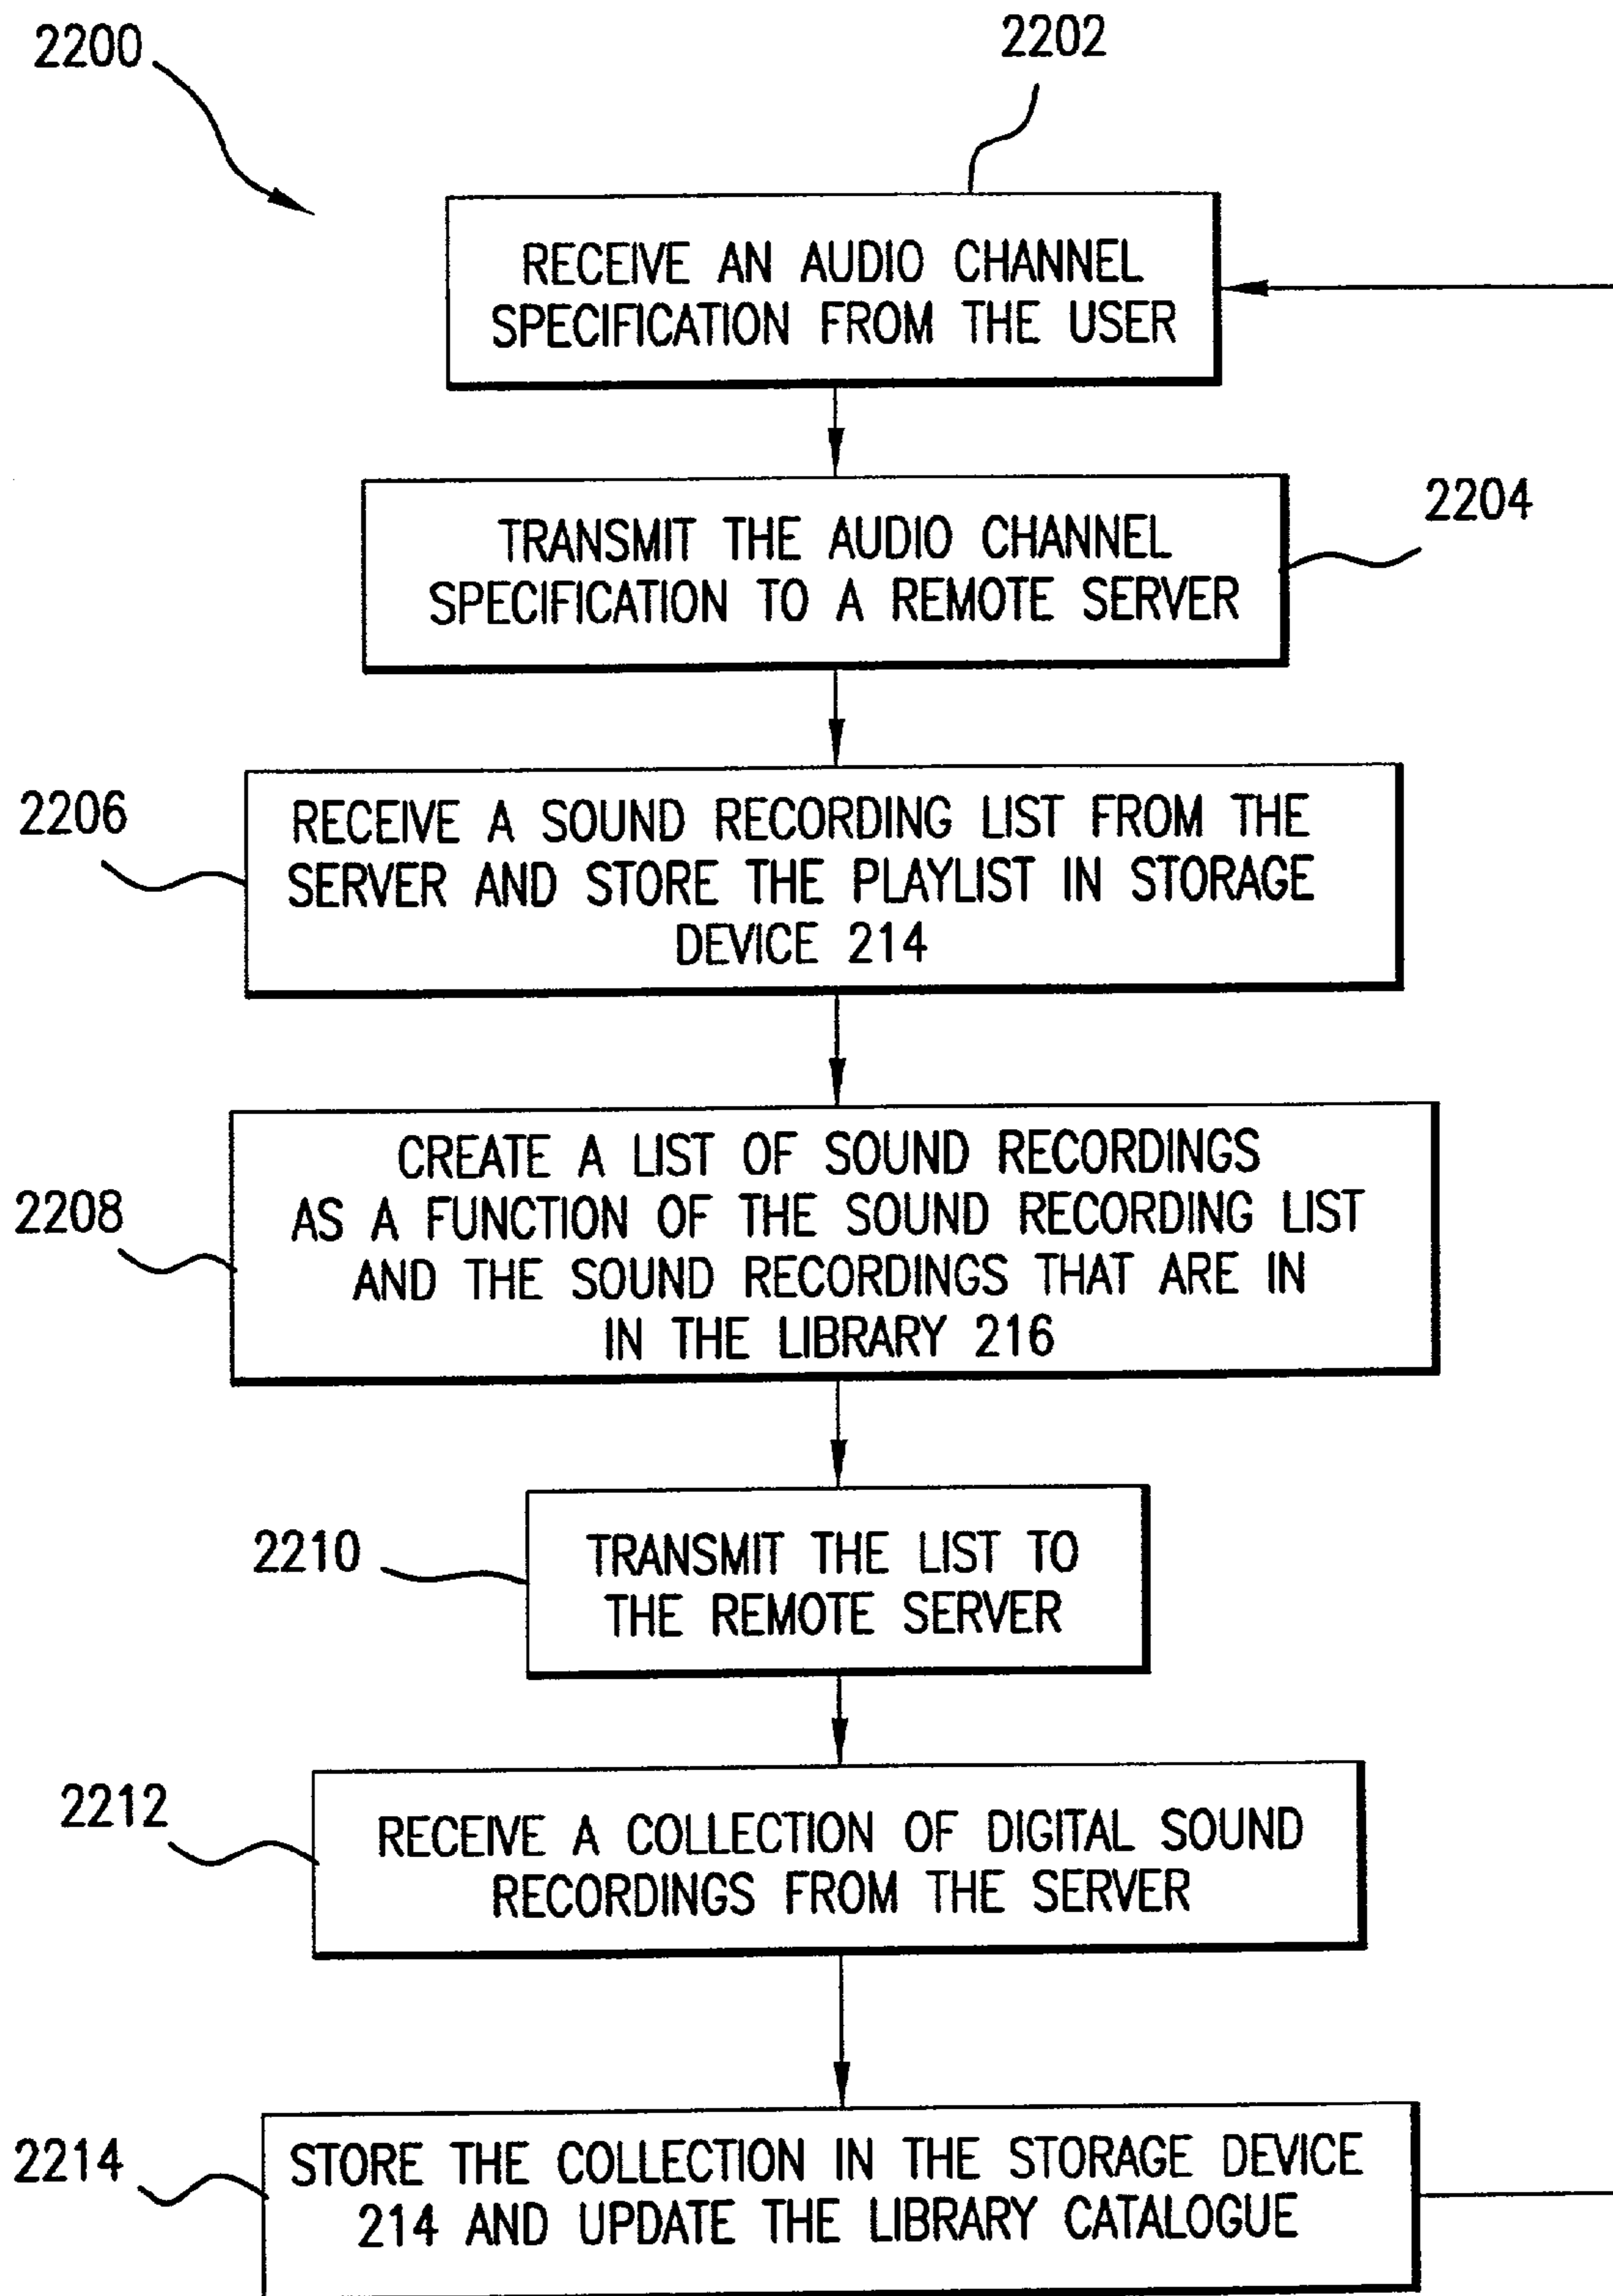 2200
2202
RECEIVE AN AUDIO CHANNEL
SPECIFICATION FROM THE USER
TRANSMIT THE AUDIO CHANNEL
SPECIFICATION TO A REMOTE SERVER
2204
2206
RECEIVE A SOUND RECORDING LIST FROM THE
SERVER AND STORE THE PLAYLIST IN STORAGE
DEVICE 214
2208
CREATE A LIST OF SOUND RECORDINGS
AS A FUNCTION OF THE SOUND RECORDING LIST
AND THE SOUND RECORDINGS THAT ARE IN
IN THE LIBRARY 216
2210
TRANSMIT THE LIST TO
THE REMOTE SERVER
2212
RECEIVE A COLLECTION OF DIGITAL SOUND
RECORDINGS FROM THE SERVER
2214
STORE THE COLLECTION IN THE STORAGE DEVICE
214 AND UPDATE THE LIBRARY CATALOGUE